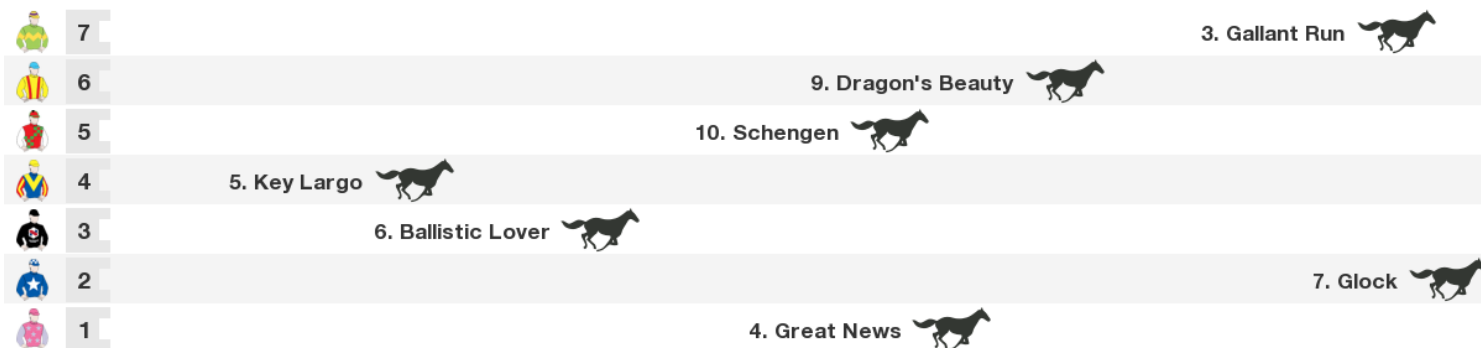 7 3. Gallant Run
6 9. Dragon's Beauty
5 10. Schengen
4 5. Key Largo
3 6. Ballistic Lover
2 7. Glock
1 4. Great News